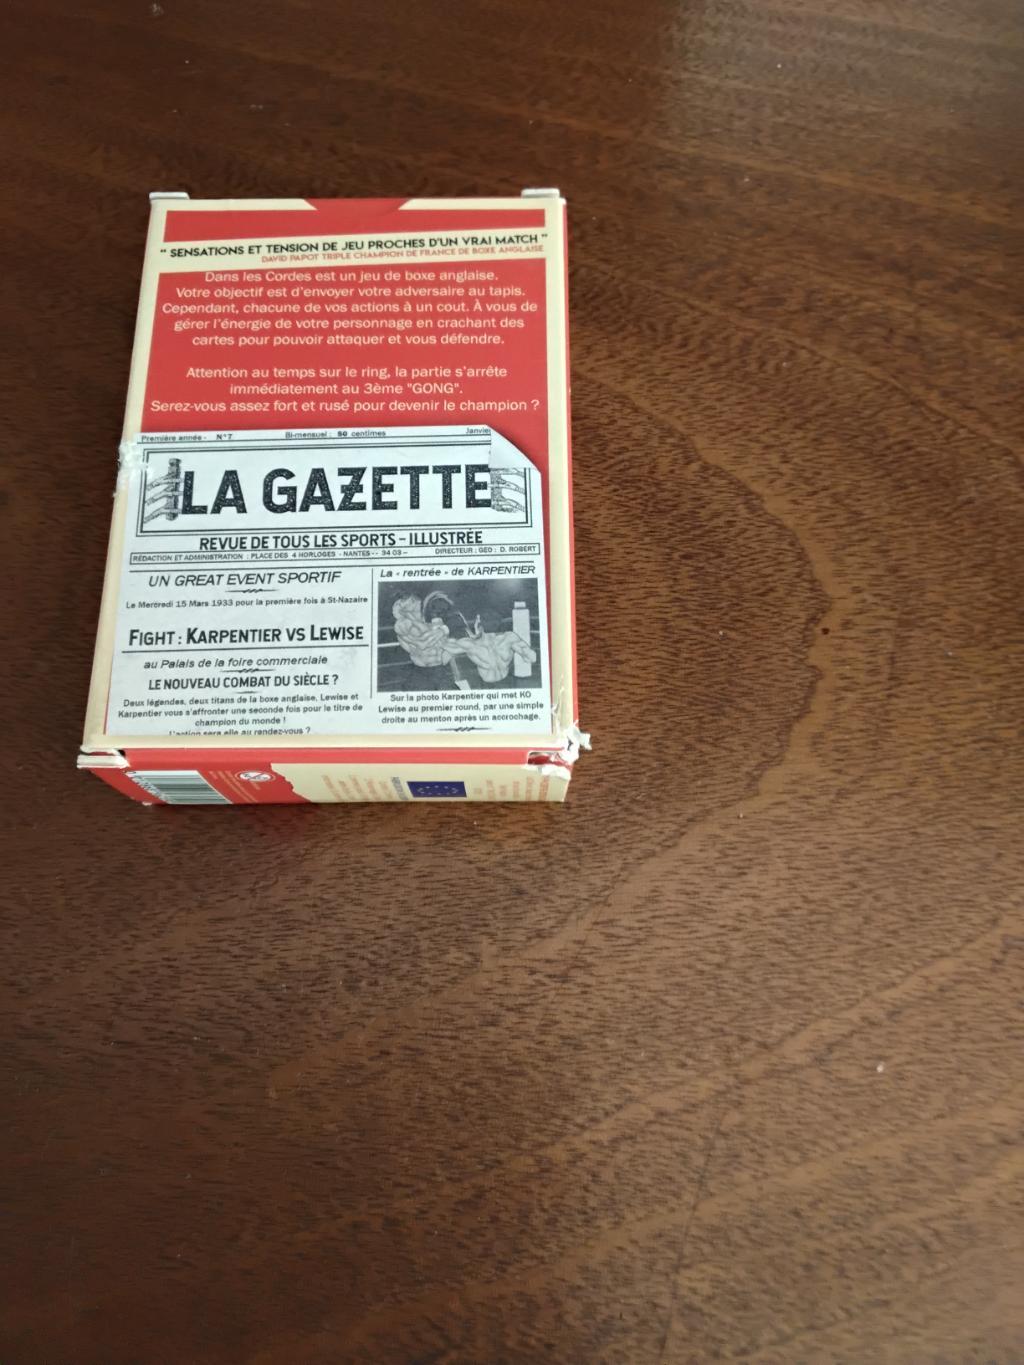 " SENSATIONS ET TENSION DE JEU PROCHES D'UN VRAI MATCH "
DAVID PAPOT TRIPLE CHAMPION DE FRANCE DE BOXE ANGLAISE
Dans les Cordes est un jeu de boxe anglaise.
Votre objectif est d'envoyer votre adversaire au tapis.
Cependant, chacune de vos actions à un cout. À vous de
gérer l'énergie de votre personnage en crachant des
cartes pour pouvoir attaquer et vous défendre.
Attention au temps sur le ring, la partie s'arrête
immédiatement au 3ème "GONG".
Serez-vous assez fort et rusé pour devenir le champion ?
Première année - N°7 Bi-mensuel : 50 centimes Janvie
LA GAZETTE
REVUE DE TOUS LES SPORTS - ILLUSTRÉE
RÉDACTION ET ADMINISTRATION : PLACE DES 4 HORLOGES - NANTES - - 34 03 - DIRECTEUR : GEO : D. ROBERT
UN GREAT EVENT SPORTIF
Le Mercredi 15 Mars 1933 pour la première fois à St-Nazaire
FIGHT : KARPENTIER VS LEWISE
au Palais de la foire commerciale
LE NOUVEAU COMBAT DU SIÈCLE ?
Deux légendes, deux titans de la boxe anglaise, Lewise et
Karpentier vous s'affronter une seconde fois pour le titre de
champion du monde !
L'action sera elle au rendez-vous ?
La - rentrée - de KARPENTIER
Sur la photo Karpentier qui met KO
Lewise au premier round, par une simple
droite au menton après un accrochage.